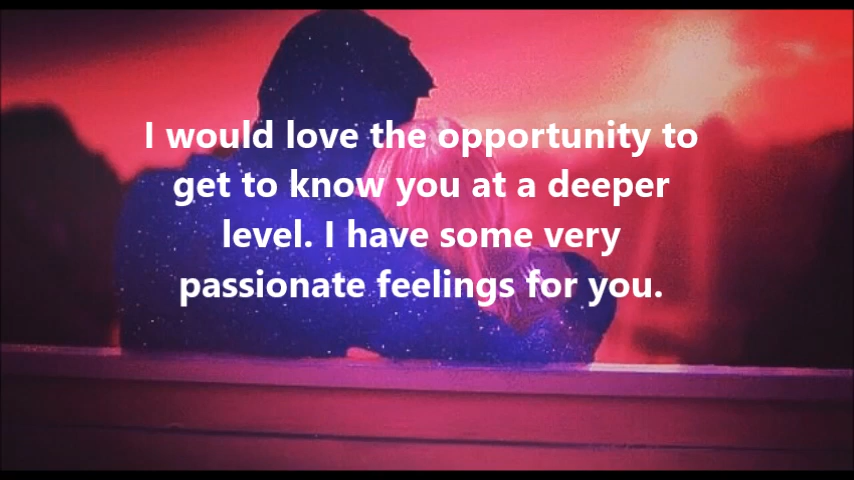 I would love the opportunity to
get to know you at a deeper
level. I have some very
passionate feelings for you.